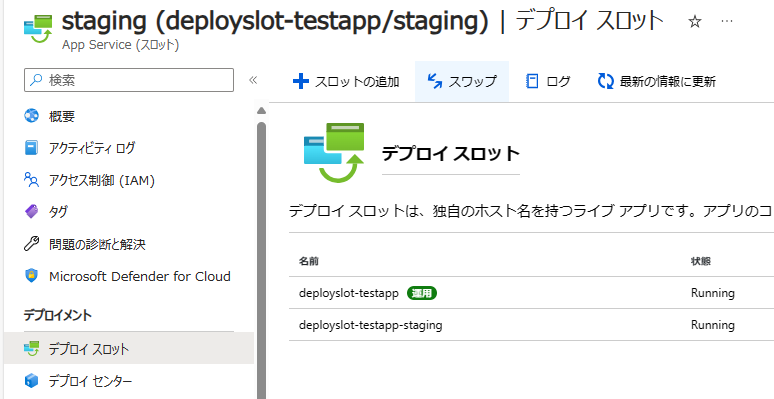 staging (deployslot-testapp/staging) | デプロイ スロット ☆ …
App Service (スロット)
検索 «
+ スロットの追加 スワップ ログ 最新の情報に更新
概要
アクティビティ ログ
アクセス制御 (IAM)
タグ
問題の診断と解決
Microsoft Defender for Cloud
デプロイメント
デプロイ スロット
デプロイ センター
デプロイ スロット
デプロイ スロットは、独自のホスト名を持つライブ アプリです。アプリのコ
名前 状態
deployslot-testapp 運用 Running
deployslot-testapp-staging Running